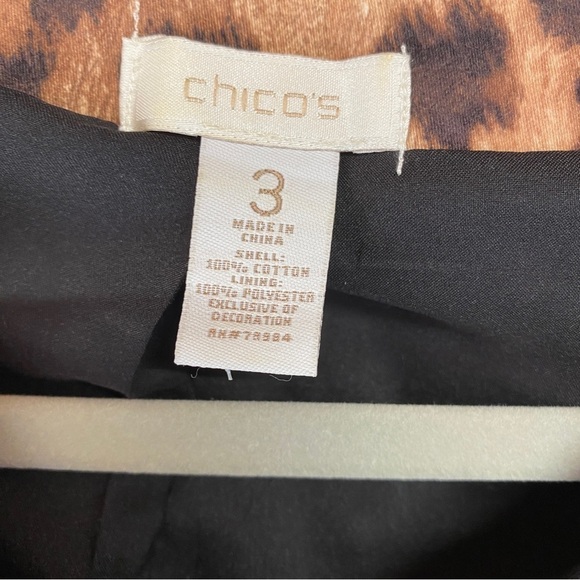 chico's
3
MADE IN
CHINA
SHELL:
100% COTTON
LINING:
100% POLYESTER
EXCLUSIVE OF
DECORATION
RN#78984